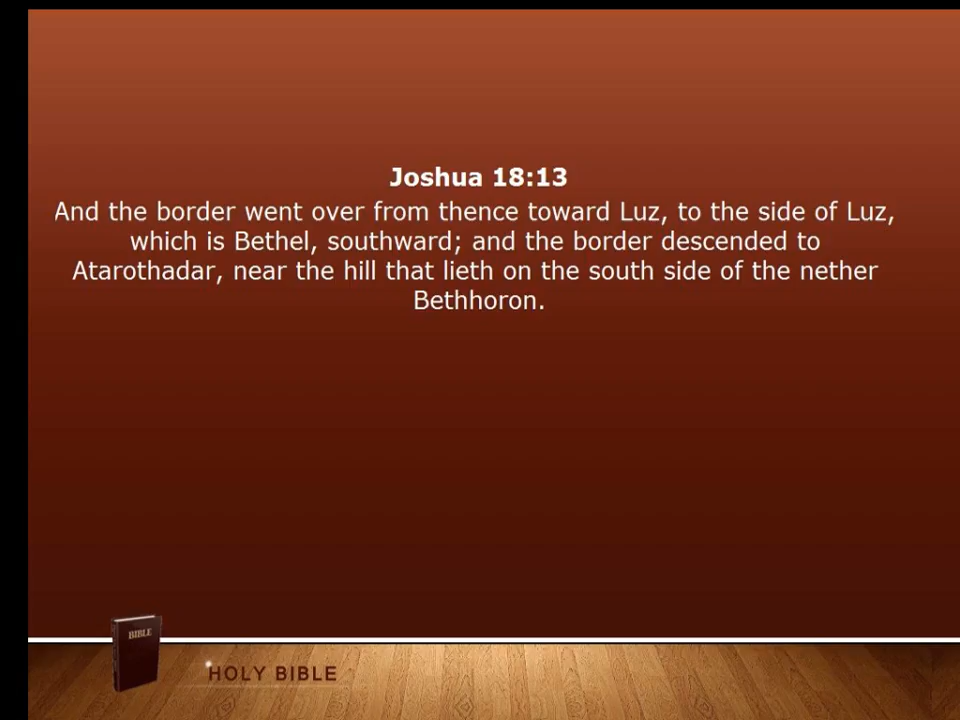 Joshua 18:13
And the border went over from thence toward Luz, to the side of Luz,
which is Bethel, southward; and the border descended to
Atarothadar, near the hill that lieth on the south side of the nether
Bethhoron.
BIBLE
HOLY BIBLE